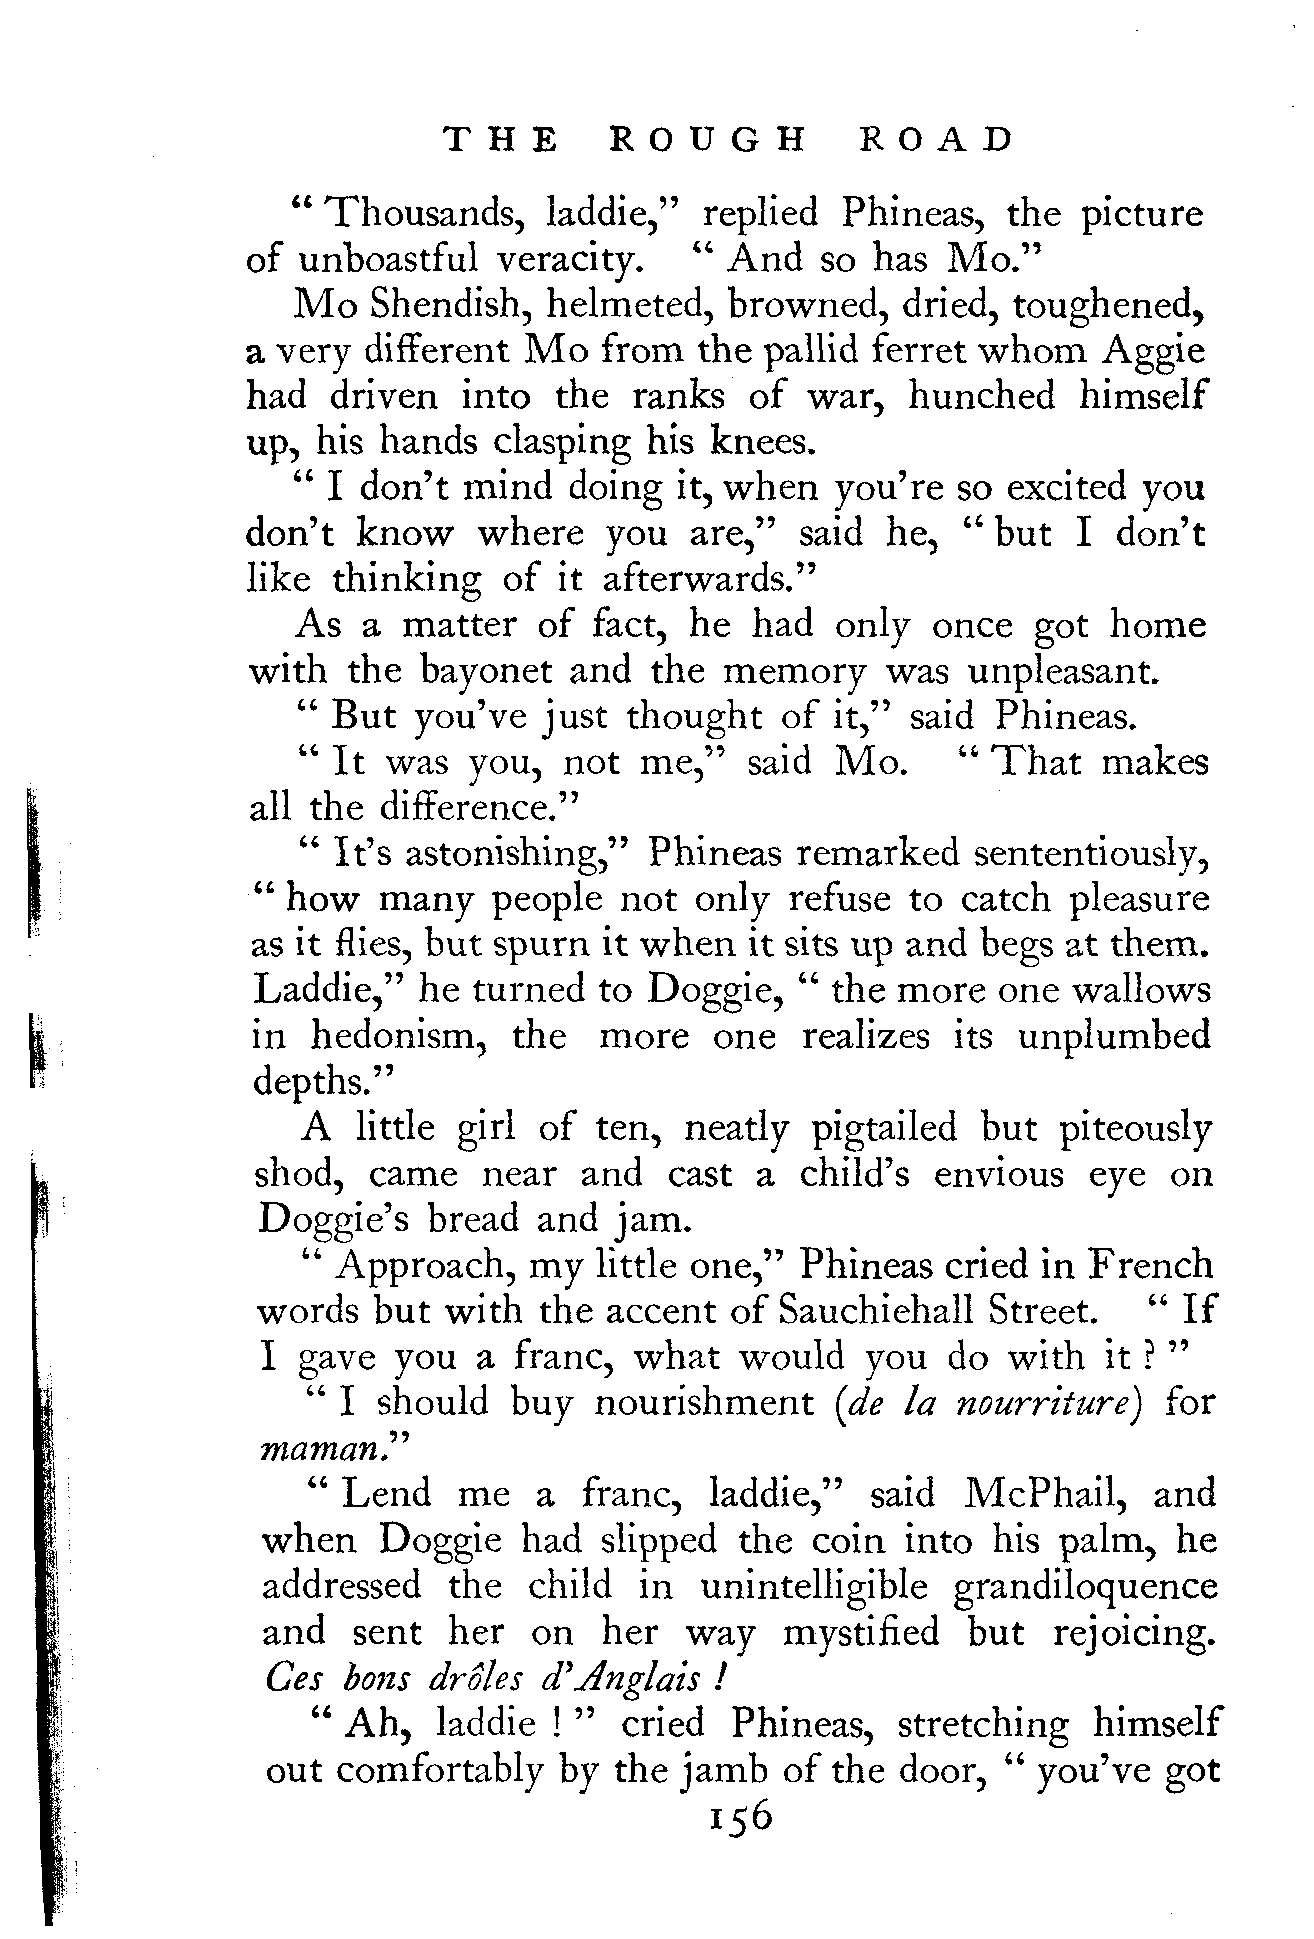 THE ROUGH ROAD
“ Thousands, laddie,” replied Phineas, the picture
of unboastful veracity. “ And so has Mo.”
Mo Shendish, helmeted, browned, dried, toughened,
a very different Mo from the pallid ferret whom Aggie
had driven into the ranks of war, hunched himself
up, his hands clasping his knees.
“ I don’t mind doing it, when you’re so excited you
don’t know where you are,” said he, “ but I don’t
like thinking of it afterwards.”
As a matter of fact, he had only once got home
with the bayonet and the memory was unpleasant.
“ But you’ve just thought of it,” said Phineas.
“ It was you, not me,” said Mo. “ That makes
all the difference.”
“ It’s astonishing,” Phineas remarked sententiously,
“ how many people not only refuse to catch pleasure
as it flies, but spurn it when it sits up and begs at them.
Laddie,” he turned to Doggie, “ the more one wallows
in hedonism, the more one realizes its unplumbed
depths.”
A little girl of ten, neatly pigtailed but piteously
shod, came near and cast a child’s envious eye on
Doggie’s bread and jam.
“ Approach, my little one,” Phineas cried in French
words but with the accent of Sauchiehall Street. “ If
I gave you a franc, what would you do with it ? ”
“ I should buy nourishment (de la nourriture) for
maman.”
“ Lend me a franc, laddie,” said McPhail, and
when Doggie had slipped the coin into his palm, he
addressed the child in unintelligible grandiloquence
and sent her on her way mystified but rejoicing.
Ces bons drôles d’Anglais !
“ Ah, laddie ! ” cried Phineas, stretching himself
out comfortably by the jamb of the door, “ you’ve got
156